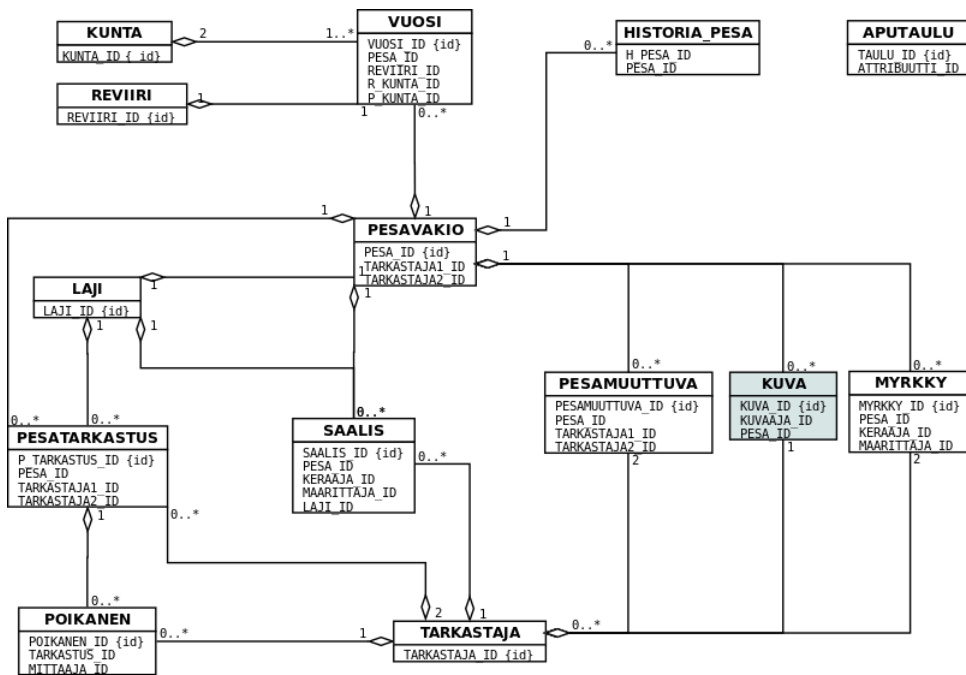 KUNTA
KUNTA_ID {_id}
2
1..*
VUOSI
VUOSI_ID {id}
PESA_ID
REVIIRI_ID
R_KUNTA_ID
P_KUNTA_ID
HISTORIA_PESA
H_PESA_ID
PESA_ID
0..*
APUTAULU
TAULU_ID {id}
ATTRIBUUTTI_ID
REVIIRI
REVIIRI_ID {id}
1
1
0..*
1
1
1
PESAVAKIO
PESA_ID {id}
TARKASTAJA1_ID
TARKASTAJA2_ID
1
1
1
LAJI
LAJI_ID {id}
1
1
1
0..*
0..*
PESATARKASTUS
P_TARKASTUS_ID {id}
PESA_ID
TARKASTAJA1_ID
TARKASTAJA2_ID
1
0..*
0..*
SAALIS
SAALIS_ID {id}
PESA_ID
KERAAJA_ID
MAARITTAJA_ID
LAJI_ID
0..*
0..*
PESAMUUTTUVA
PESAMUUTTUVA_ID {id}
PESA_ID
TARKASTAJA1_ID
TARKASTAJA2_ID
2
0..*
KUVA
KUVA_ID {id}
KUVAAJA_ID
PESA_ID
1
0..*
MYRKKY
MYRKKY_ID {id}
PESA_ID
KERAAJA_ID
MAARITTAJA_ID
2
0..*
POIKANEN
POIKANEN_ID {id}
TARKASTUS_ID
MITTAAJA_ID
0..*
1
2
1
TARKASTAJA
TARKASTAJA_ID {id}
0..*